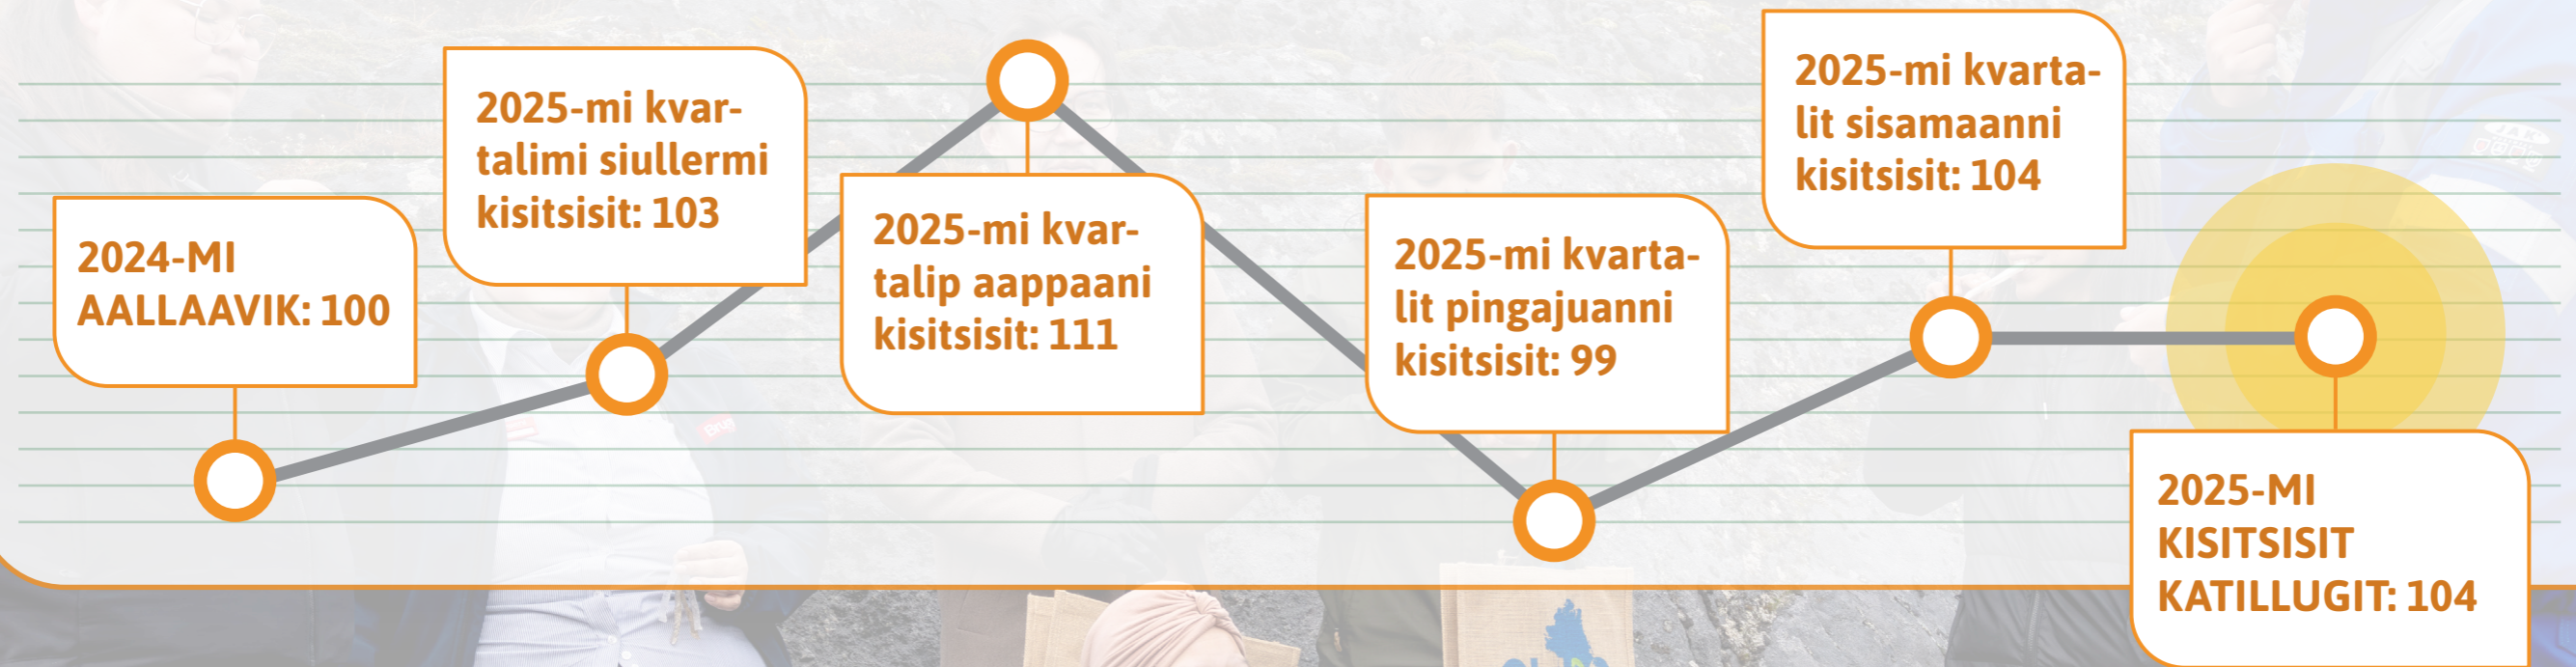 2024-MI
AALLAAVIK: 100
2025-mi kvar-
talimi siullermi
kisitsisit: 103
2025-mi kvar-
talip aappaani
kisitsisit: 111
2025-mi kvarta-
lit pingajuanni
kisitsisit: 99
2025-mi kvarta-
lit sisamaanni
kisitsisit: 104
2025-MI
KISITSISIT
KATILLUGIT: 104
JAK